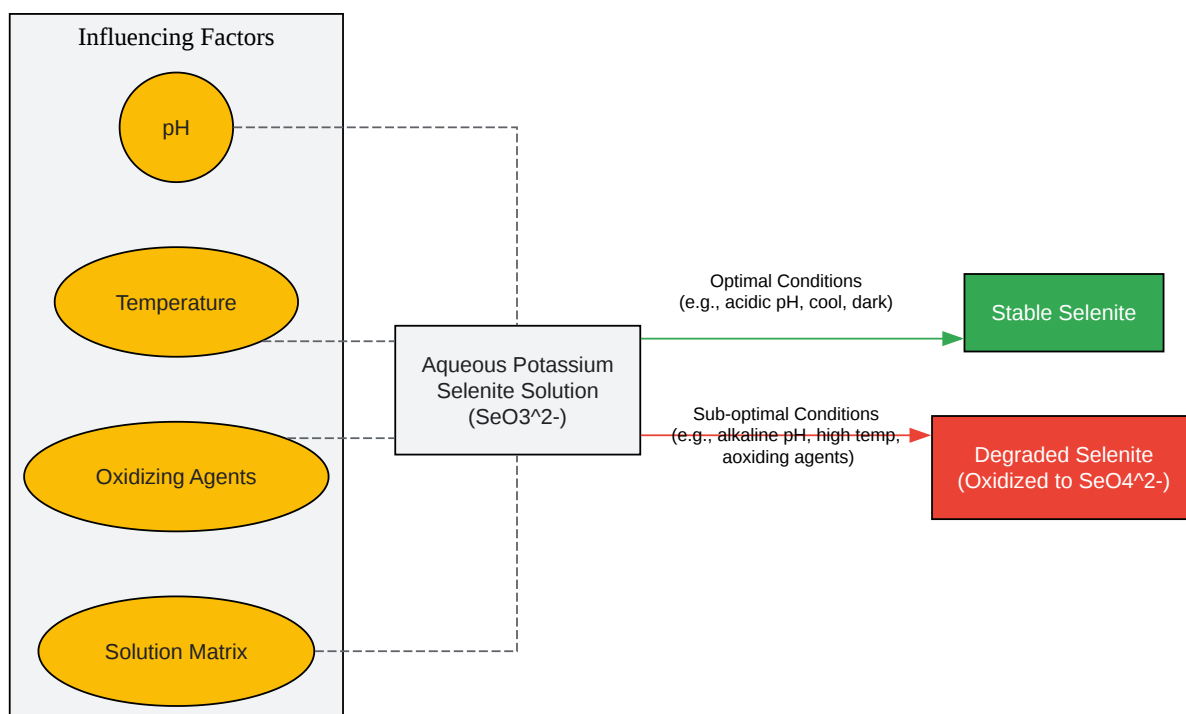 Influencing Factors
pH
Temperature
Oxidizing Agents
Solution Matrix
Aqueous Potassium
Selenite Solution
(SeO3^2-)
Optimal Conditions
(e.g., acidic pH, cool, dark)
Sub-optimal Conditions
(e.g., alkaline pH, high temp,
aoxiding agents)
Stable Selenite
Degraded Selenite
(Oxidized to SeO4^2-)